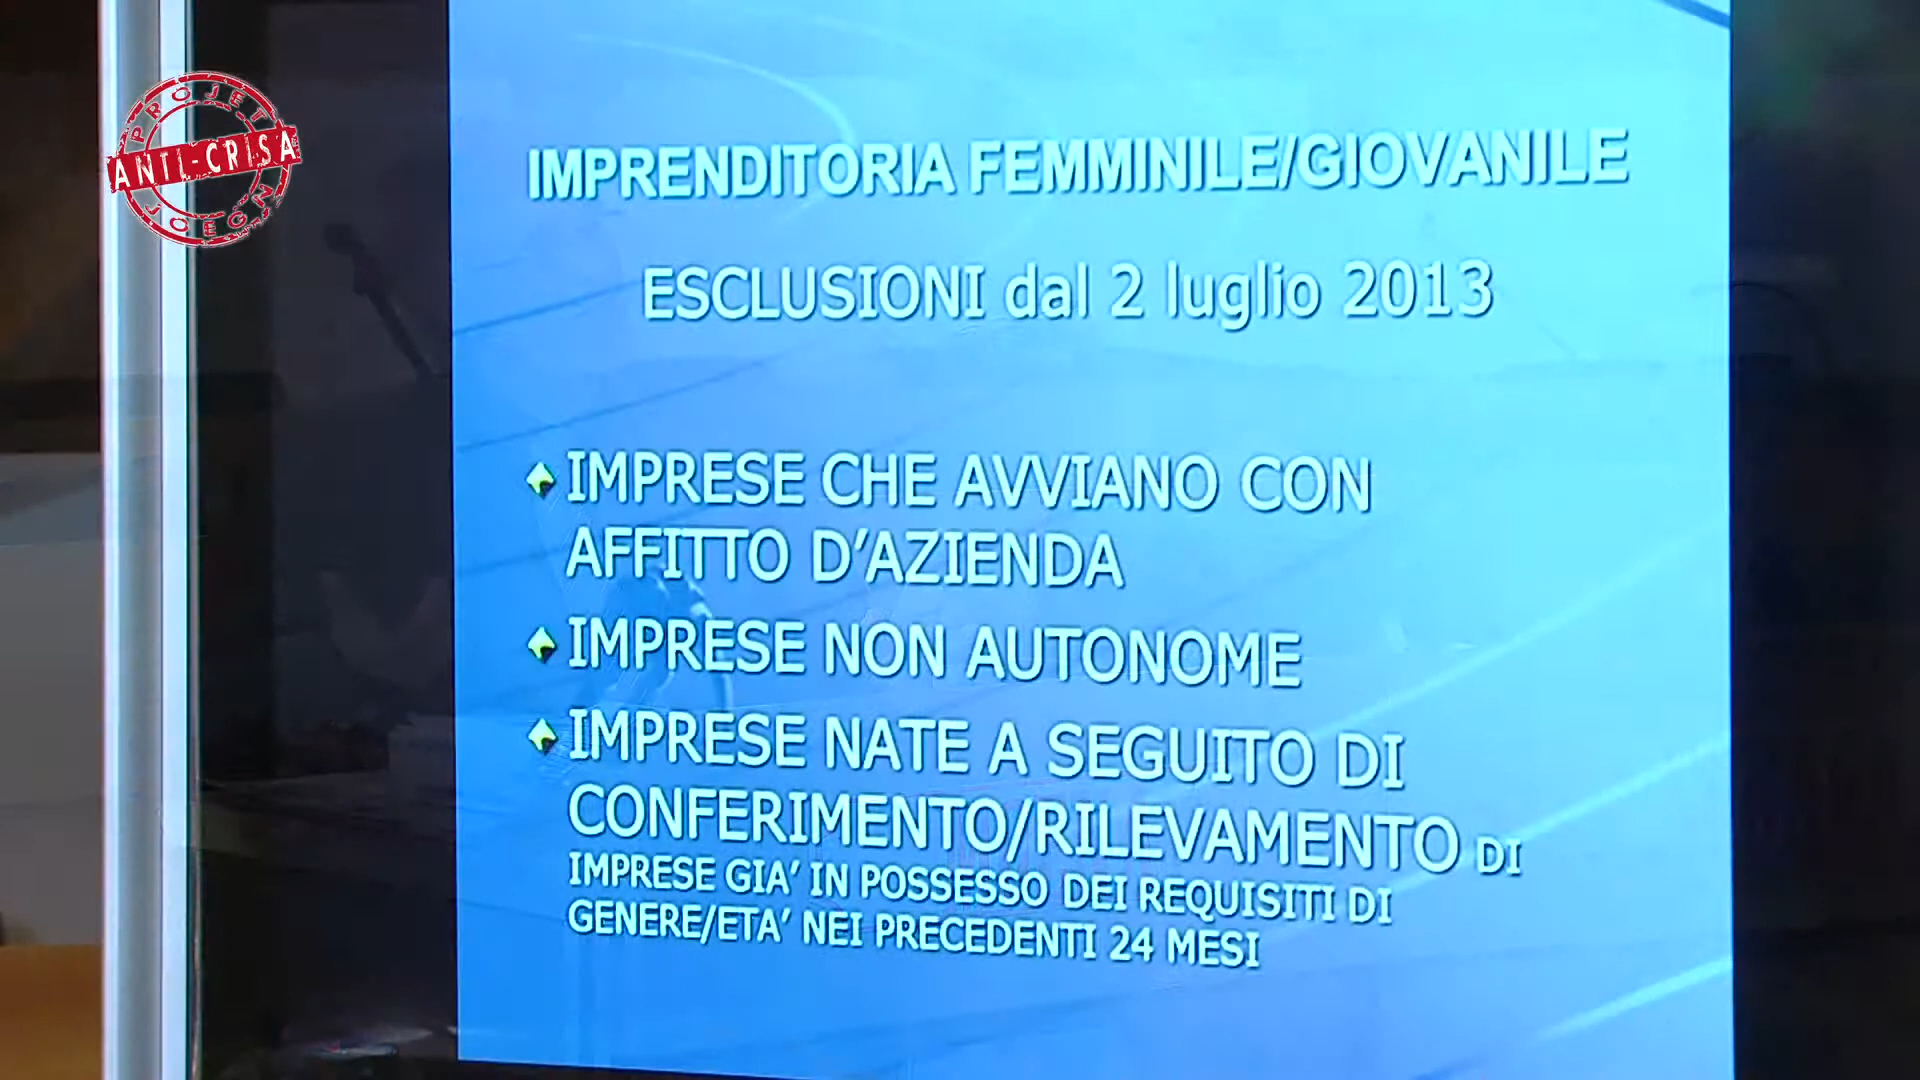 PROJET
ANTI-CRISA
JOEGN
IMPRENDITORIA FEMMINILE/GIOVANILE
ESCLUSIONI dal 2 luglio 2013
IMPRESE CHE AVVIANO CON
AFFITTO D'AZIENDA
IMPRESE NON AUTONOME
IMPRESE NATE A SEGUITO DI
CONFERIMENTO/RILEVAMENTO DI
IMPRESE GIA' IN POSSESSO DEI REQUISITI DI
GENERE/ETA' NEI PRECEDENTI 24 MESI